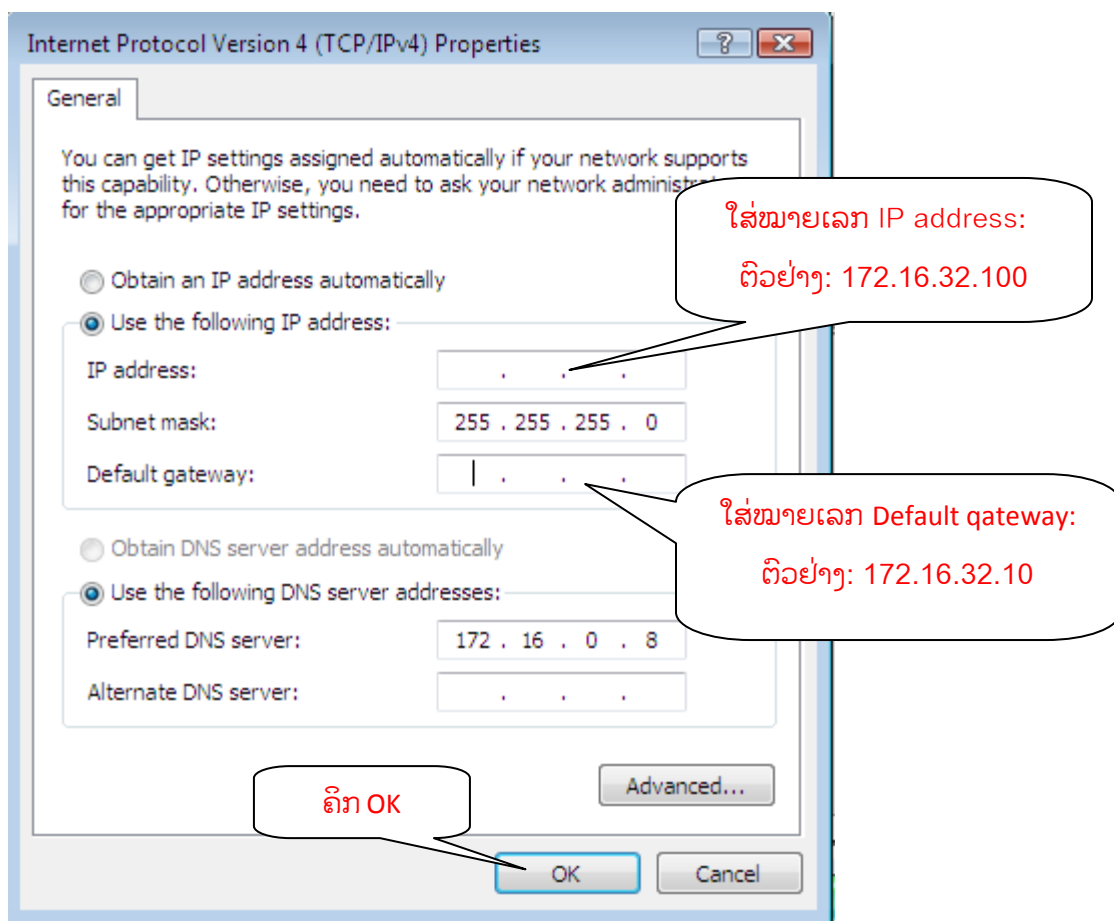 Internet Protocol Version 4 (TCP/IPv4) Properties
General
You can get IP settings assigned automatically if your network supports
this capability. Otherwise, you need to ask your network administr
for the appropriate IP settings.
ໃສ່ໝາຍເລກ IP address:
ຕົວຢ່າງ: 172.16.32.100
Obtain an IP address automatically
Use the following IP address:
IP address: . . .
Subnet mask: 255 . 255 . 255 . 0
Default gateway: . . .
ໃສ່ໝາຍເລກ Default qateway:
ຕົວຢ່າງ: 172.16.32.10
Obtain DNS server address automatically
Use the following DNS server addresses:
Preferred DNS server: 172 . 16 . 0 . 8
Alternate DNS server: . . .
Advanced...
ຄິກ OK
OK Cancel